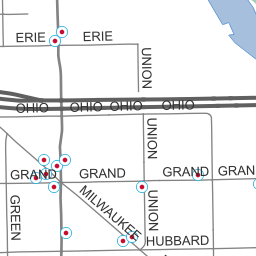 ERIE ERIE
UNION
OHIO OHIO OHIO OHIO
UNION
GRAND GRAND GRAND GRAN
MILWAUKEE
UNION
GREEN
HUBBARD